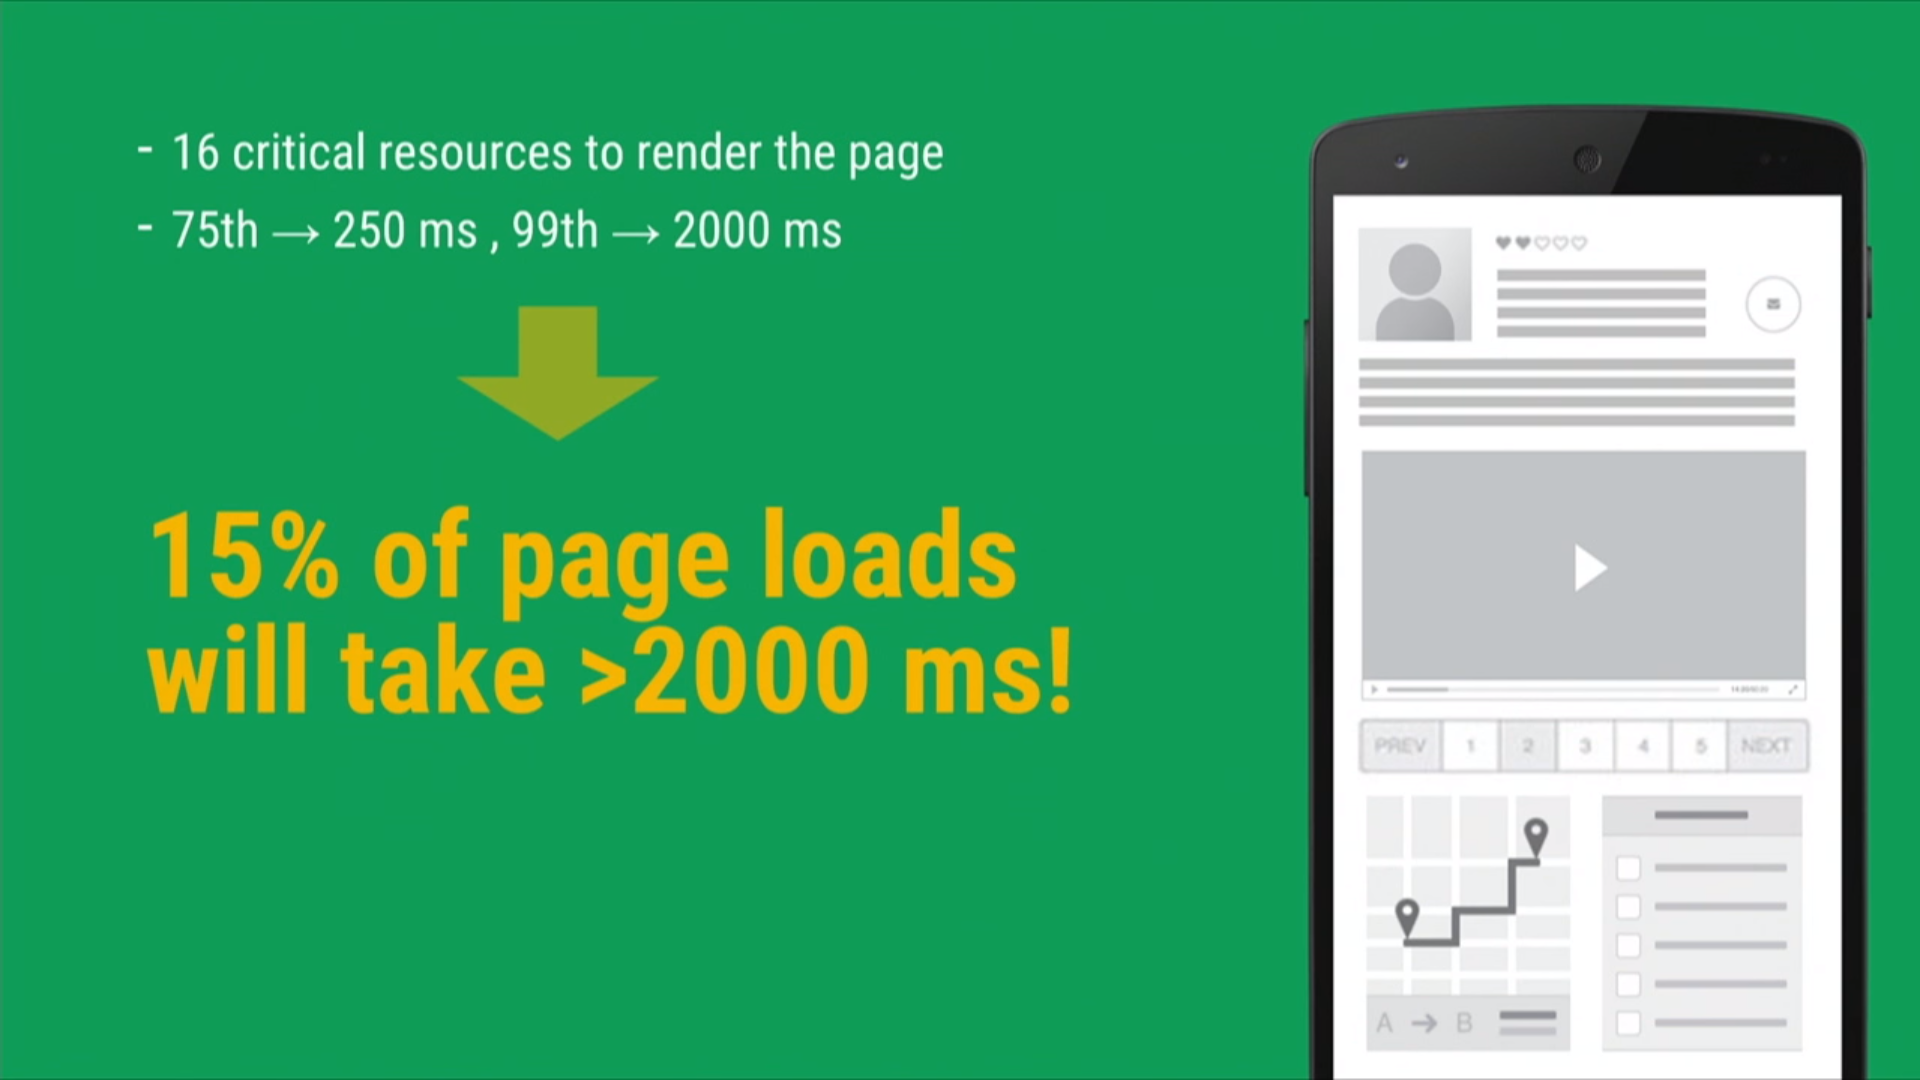 - 16 critical resources to render the page
- 75th → 250 ms , 99th → 2000 ms
15% of page loads
will take >2000 ms!
PREV 1 2 3 4 5 NEXT
A → B